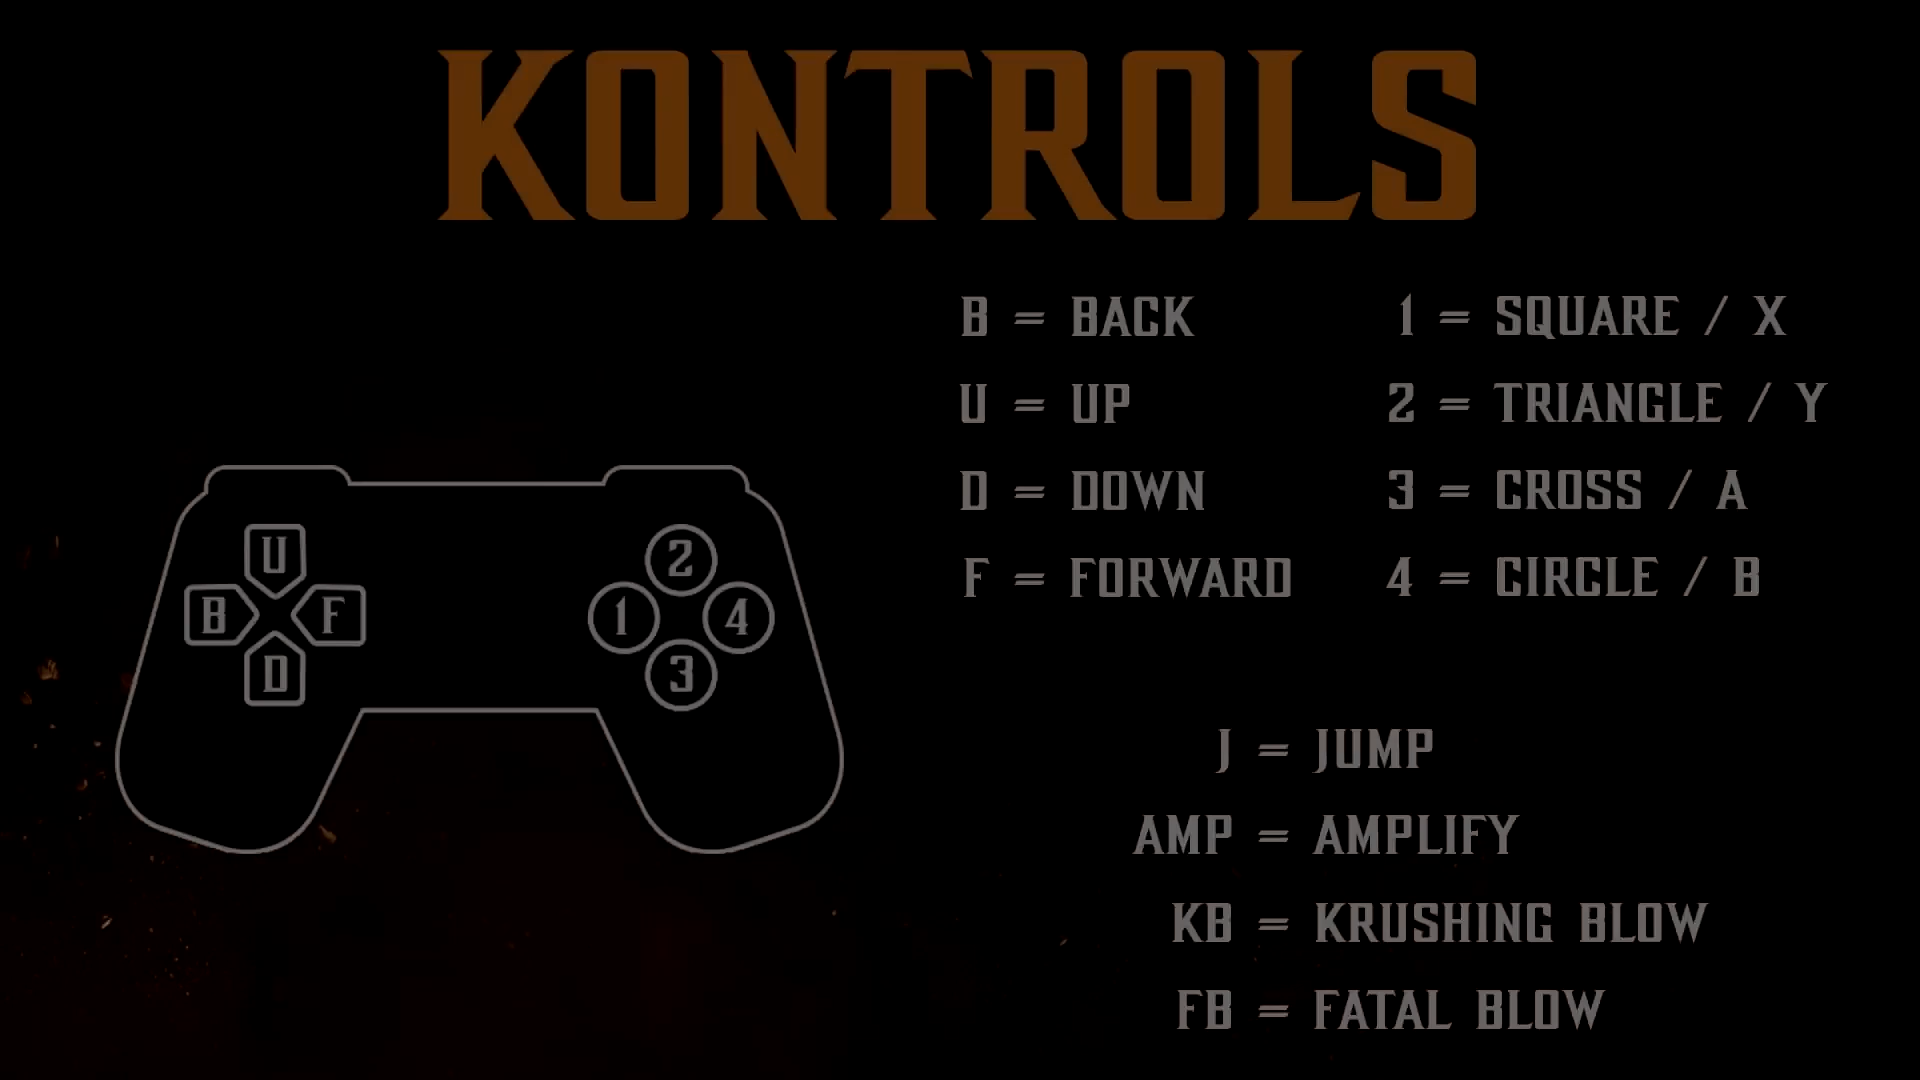 KONTROLS
B = BACK
U = UP
D = DOWN
F = FORWARD
1 = SQUARE / X
2 = TRIANGLE / Y
3 = CROSS / A
4 = CIRCLE / B
U
B
F
D
2
1
4
3
J = JUMP
AMP = AMPLIFY
KB = KRUSHING BLOW
FB = FATAL BLOW